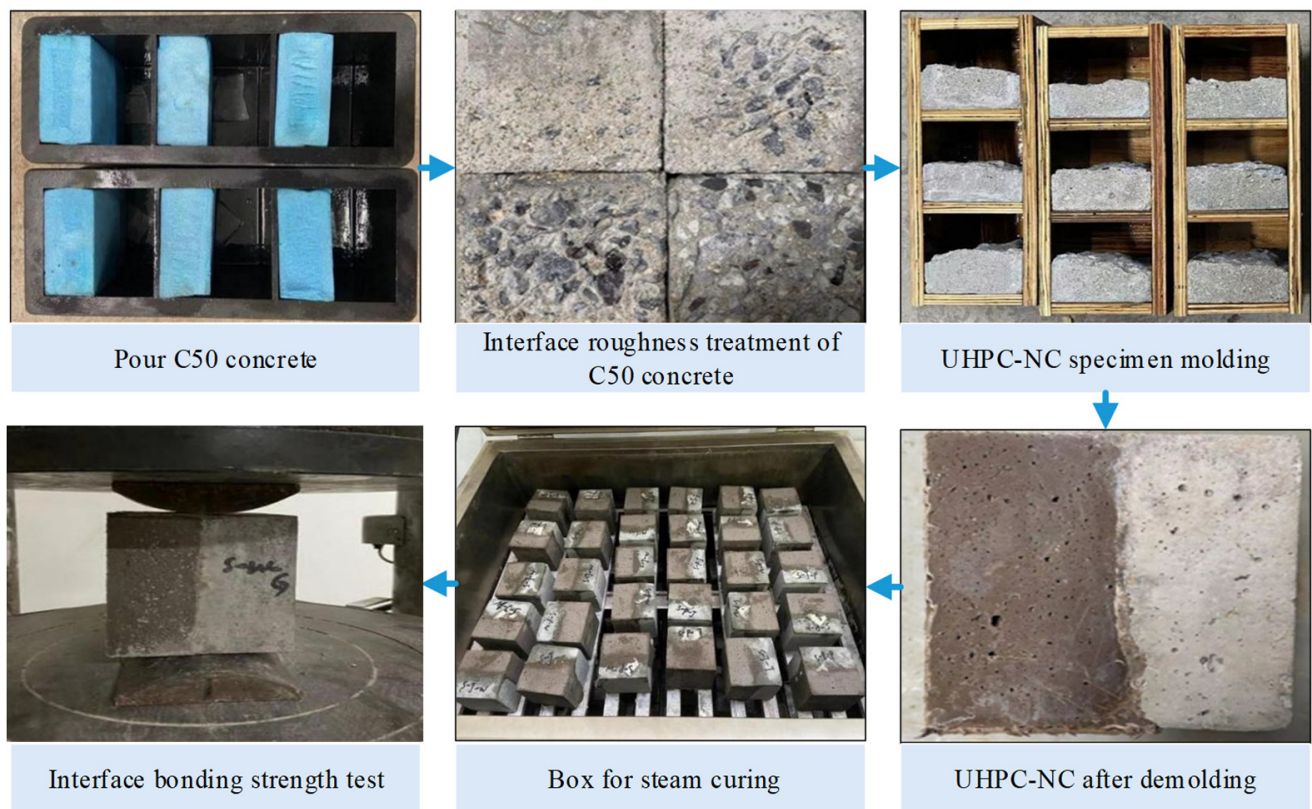 Pour C50 concrete
Interface roughness treatment of
C50 concrete
UHPC-NC specimen molding
Interface bonding strength test
Box for steam curing
UHPC-NC after demolding